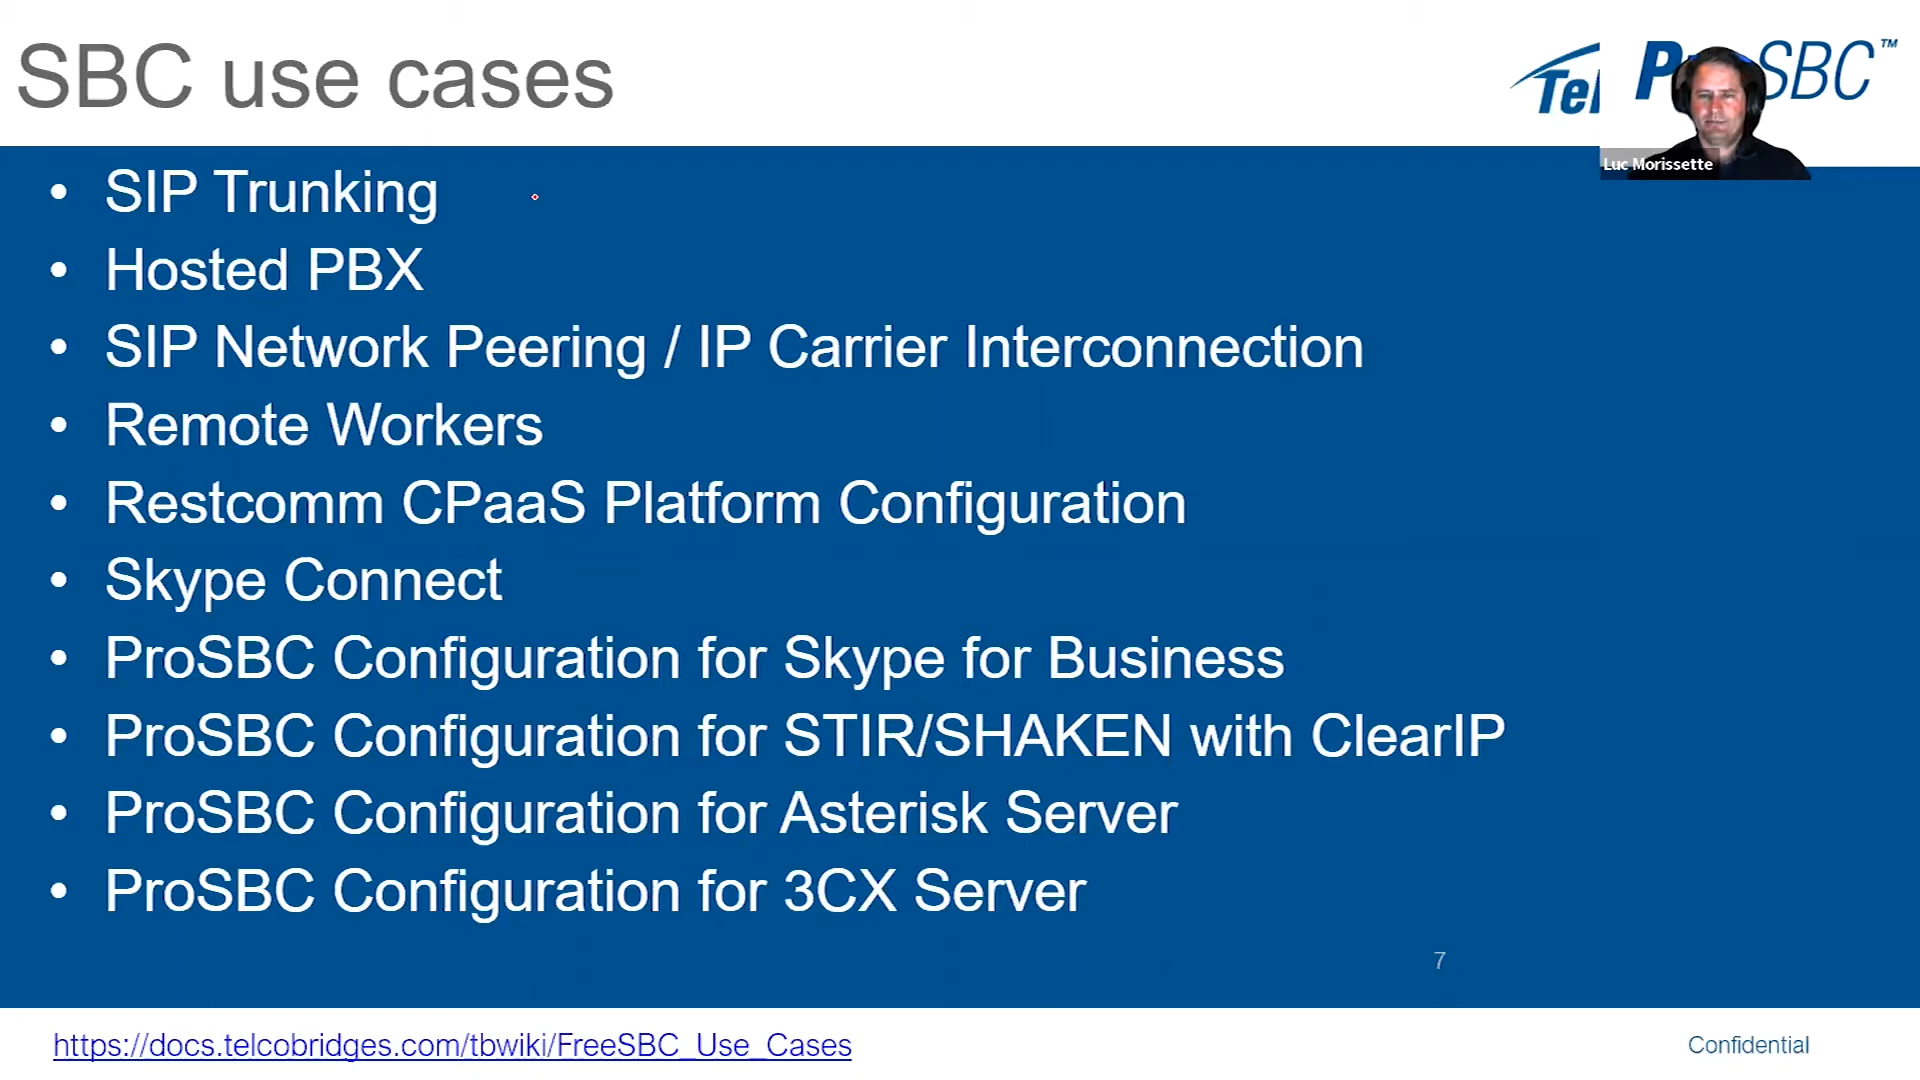 SBC use cases
Tel
P SBC™
Luc Morissette
• SIP Trunking
• Hosted PBX
• SIP Network Peering / IP Carrier Interconnection
• Remote Workers
• Restcomm CPaaS Platform Configuration
• Skype Connect
• ProSBC Configuration for Skype for Business
• ProSBC Configuration for STIR/SHAKEN with ClearIP
• ProSBC Configuration for Asterisk Server
• ProSBC Configuration for 3CX Server
7
https://docs.telcobridges.com/tbwiki/FreeSBC_Use_Cases
Confidential